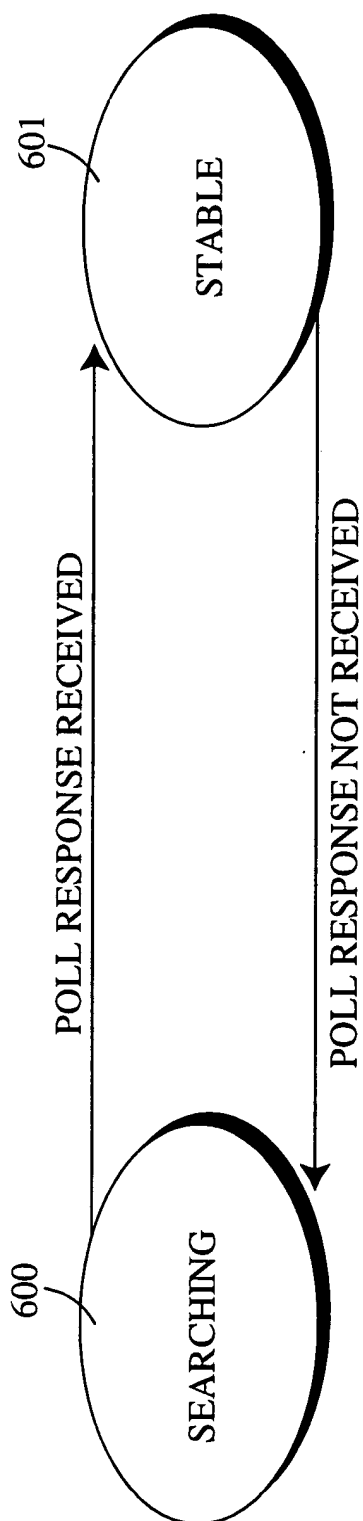 600
601
POLL RESPONSE RECEIVED
SEARCHING
STABLE
POLL RESPONSE NOT RECEIVED